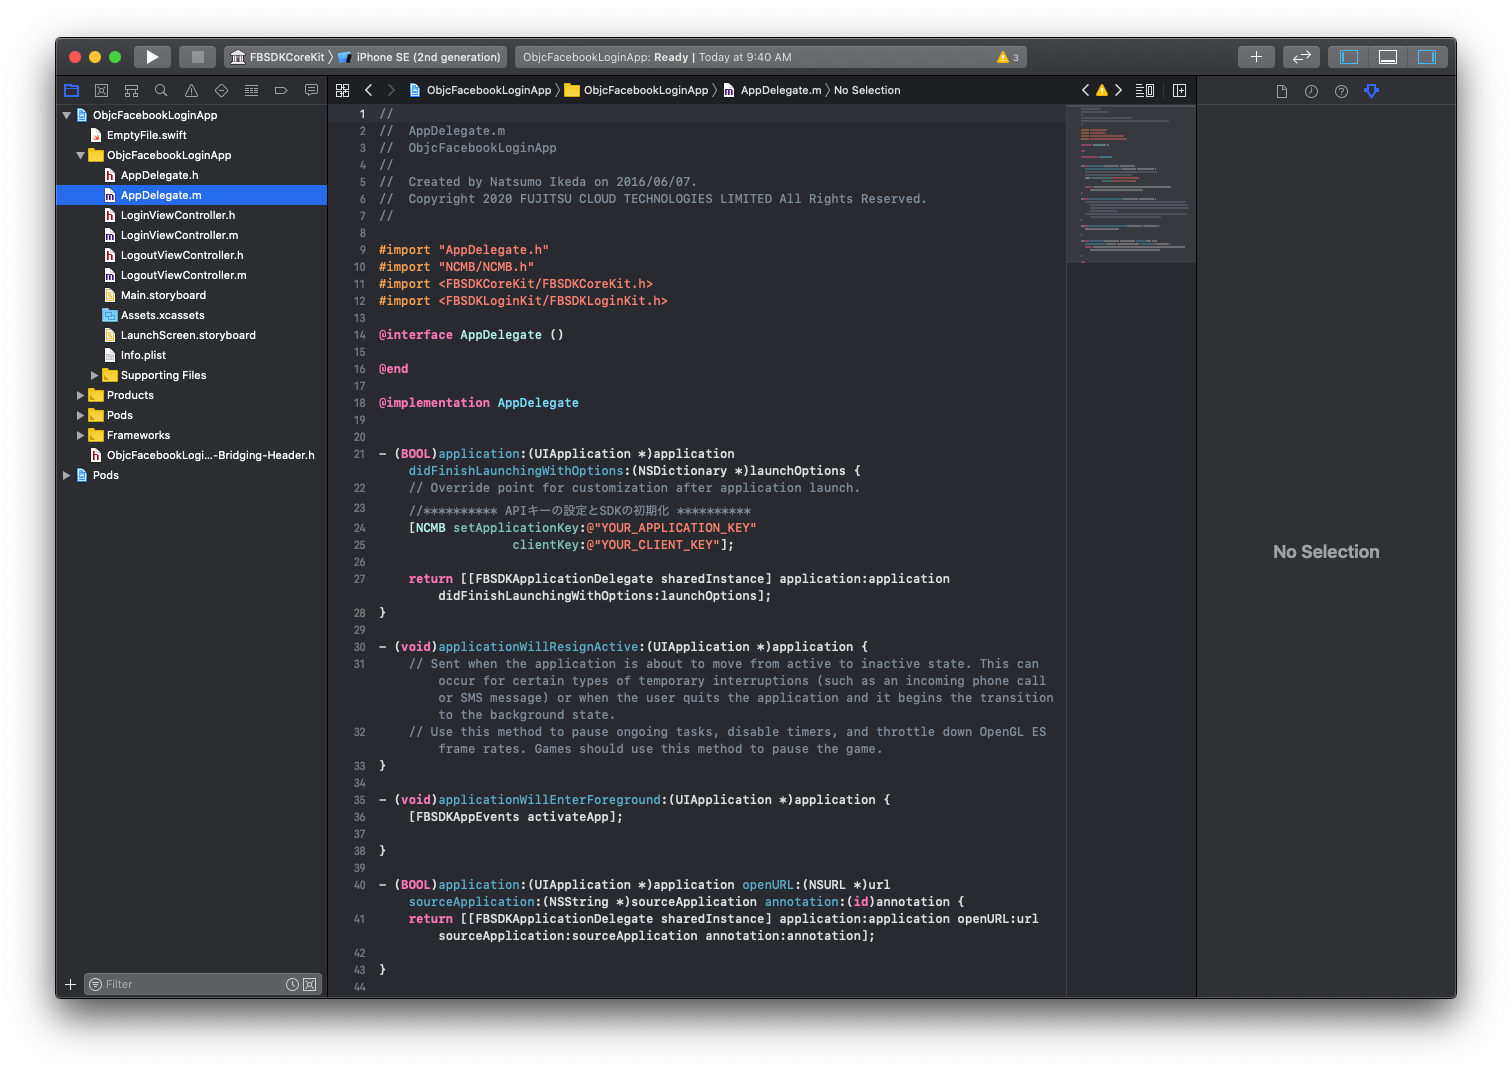 FBSDKCoreKit iPhone SE (2nd generation)
ObjcFacebookLoginApp: Ready | Today at 9:40 AM
3
ObjcFacebookLoginApp
EmptyFile.swift
ObjcFacebookLoginApp
AppDelegate.h
AppDelegate.m
LoginViewController.h
LoginViewController.m
LogoutViewController.h
LogoutViewController.m
Main.storyboard
Assets.xcassets
LaunchScreen.storyboard
Info.plist
Supporting Files
Products
Pods
Frameworks
ObjcFacebookLogi...-Bridging-Header.h
Pods
Filter
ObjcFacebookLoginApp ObjcFacebookLoginApp AppDelegate.m No Selection
1 //
2 //  AppDelegate.m
3 //  ObjcFacebookLoginApp
4 //
5 //  Created by Natsumo Ikeda on 2016/06/07.
6 //  Copyright 2020 FUJITSU CLOUD TECHNOLOGIES LIMITED All Rights Reserved.
7 //
8
9 #import "AppDelegate.h"
10 #import "NCMB/NCMB.h"
11 #import <FBSDKCoreKit/FBSDKCoreKit.h>
12 #import <FBSDKLoginKit/FBSDKLoginKit.h>
13
14 @interface AppDelegate ()
15
16 @end
17
18 @implementation AppDelegate
19
20
21 - (BOOL)application:(UIApplication *)application
didFinishLaunchingWithOptions:(NSDictionary *)launchOptions {
22 // Override point for customization after application launch.
23 //********** APIキーの設定とSDKの初期化 **********
24 [NCMB setApplicationKey:@"YOUR_APPLICATION_KEY"
25 clientKey:@"YOUR_CLIENT_KEY"];
26
27 return [[FBSDKApplicationDelegate sharedInstance] application:application
didFinishLaunchingWithOptions:launchOptions];
28 }
29
30 - (void)applicationWillResignActive:(UIApplication *)application {
31 // Sent when the application is about to move from active to inactive state. This can
occur for certain types of temporary interruptions (such as an incoming phone call
or SMS message) or when the user quits the application and it begins the transition
to the background state.
32 // Use this method to pause ongoing tasks, disable timers, and throttle down OpenGL ES
frame rates. Games should use this method to pause the game.
33 }
34
35 - (void)applicationWillEnterForeground:(UIApplication *)application {
36 [FBSDKAppEvents activateApp];
37
38 }
39
40 - (BOOL)application:(UIApplication *)application openURL:(NSURL *)url
sourceApplication:(NSString *)sourceApplication annotation:(id)annotation {
41 return [[FBSDKApplicationDelegate sharedInstance] application:application openURL:url
sourceApplication:sourceApplication annotation:annotation];
42
43 }
44
No Selection